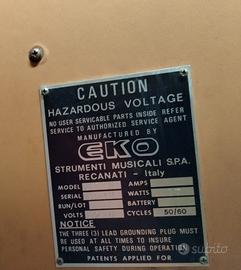 CAUTION
HAZARDOUS VOLTAGE
NO USER SERVICABLE PARTS INSIDE REFER
SERVICE TO AUTHORIZED SERVICE AGENT
MANUFACTURED BY
EKO
STRUMENTI MUSICALI S.P.A.
RECANATI - Italy
MODEL AMPS
SERIAL WATTS
RUN/LOT BATTERY
VOLTS CYCLES 50/60
NOTICE
THE THREE (3) LEAD GROUNDING PLUG MUST
BE USED AT ALL TIMES TO INSURE
PERSONAL SAFETY DURING OPERATION
PATENTS APPLIED FOR
subito